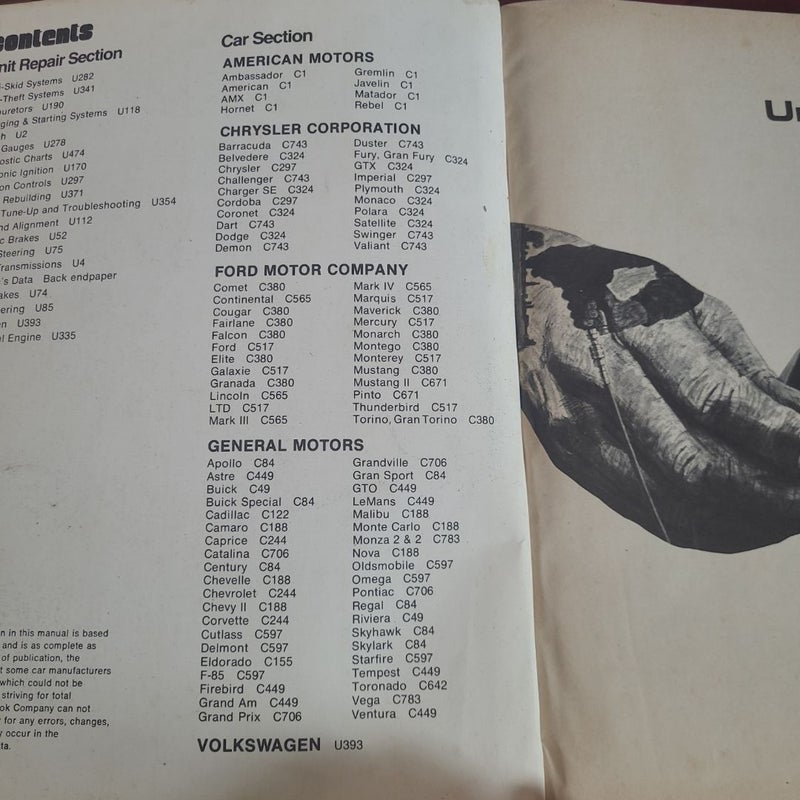 contents
nit Repair Section
-Skid Systems U282
-Theft Systems U341
buretors U190
ging & Starting Systems U118
h U2
Gauges U278
ostic Charts U474
onic Ignition U170
on Controls U297
Rebuilding U371
Tune-Up and Troubleshooting U354
nd Alignment U112
c Brakes U52
Steering U75
Transmissions U4
's Data Back endpaper
akes U74
ering U85
en U393
el Engine U335
n in this manual is based
and is as complete as
of publication, the
t some car manufacturers
which could not be
striving for total
ok Company can not
for any errors, changes,
y occur in the
ta.
Car Section
AMERICAN MOTORS
Ambassador C1
American C1
AMX C1
Hornet C1
Gremlin C1
Javelin C1
Matador C1
Rebel C1
CHRYSLER CORPORATION
Barracuda C743
Belvedere C324
Chrysler C297
Challenger C743
Charger SE C324
Cordoba C297
Coronet C324
Dart C743
Dodge C324
Demon C743
Duster C743
Fury, Gran Fury C324
GTX C324
Imperial C297
Plymouth C324
Monaco C324
Polara C324
Satellite C324
Swinger C743
Valiant C743
FORD MOTOR COMPANY
Comet C380
Continental C565
Cougar C380
Fairlane C380
Falcon C380
Ford C517
Elite C380
Galaxie C517
Granada C380
Lincoln C565
LTD C517
Mark III C565
Mark IV C565
Marquis C517
Maverick C380
Mercury C517
Monarch C380
Montego C380
Monterey C517
Mustang C380
Mustang II C671
Pinto C671
Thunderbird C517
Torino, Gran Torino C380
GENERAL MOTORS
Apollo C84
Astre C449
Buick C49
Buick Special C84
Cadillac C122
Camaro C188
Caprice C244
Catalina C706
Century C84
Chevelle C188
Chevrolet C244
Chevy II C188
Corvette C244
Cutlass C597
Delmont C597
Eldorado C155
F-85 C597
Firebird C449
Grand Am C449
Grand Prix C706
Grandville C706
Gran Sport C84
GTO C449
LeMans C449
Malibu C188
Monte Carlo C188
Monza 2 & 2 C783
Nova C188
Oldsmobile C597
Omega C597
Pontiac C706
Regal C84
Riviera C49
Skyhawk C84
Skylark C84
Starfire C597
Tempest C449
Toronado C642
Vega C783
Ventura C449
VOLKSWAGEN U393
Un